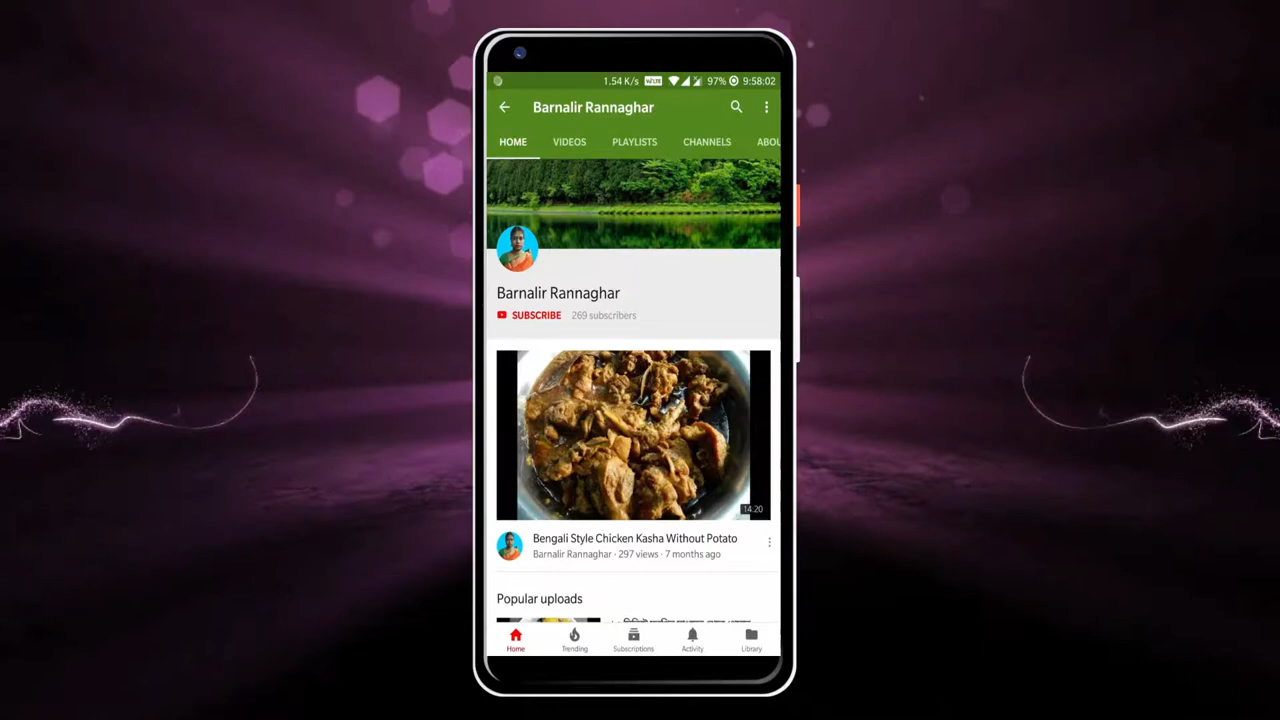 1.54 K/s VoLTE 97% 9:58:02
Barnalir Rannaghar
HOME VIDEOS PLAYLISTS CHANNELS ABOU
Barnalir Rannaghar
SUBSCRIBE 269 subscribers
14:20
Bengali Style Chicken Kasha Without Potato
Barnalir Rannaghar · 297 views · 7 months ago
Popular uploads
Home Trending Subscriptions Activity Library